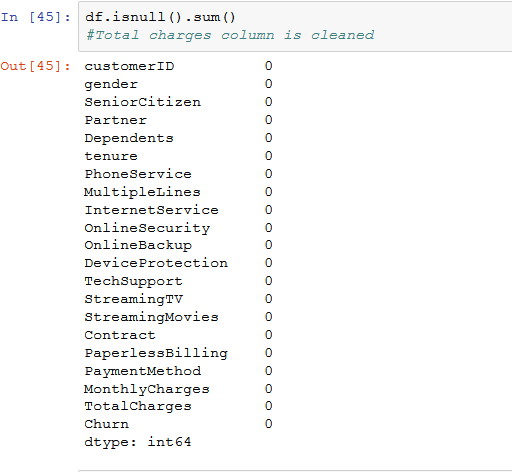 In [45]: df.isnull().sum()
#Total charges column is cleaned
Out[45]: customerID 0
gender 0
SeniorCitizen 0
Partner 0
Dependents 0
tenure 0
PhoneService 0
MultipleLines 0
InternetService 0
OnlineSecurity 0
OnlineBackup 0
DeviceProtection 0
TechSupport 0
StreamingTV 0
StreamingMovies 0
Contract 0
PaperlessBilling 0
PaymentMethod 0
MonthlyCharges 0
TotalCharges 0
Churn 0
dtype: int64